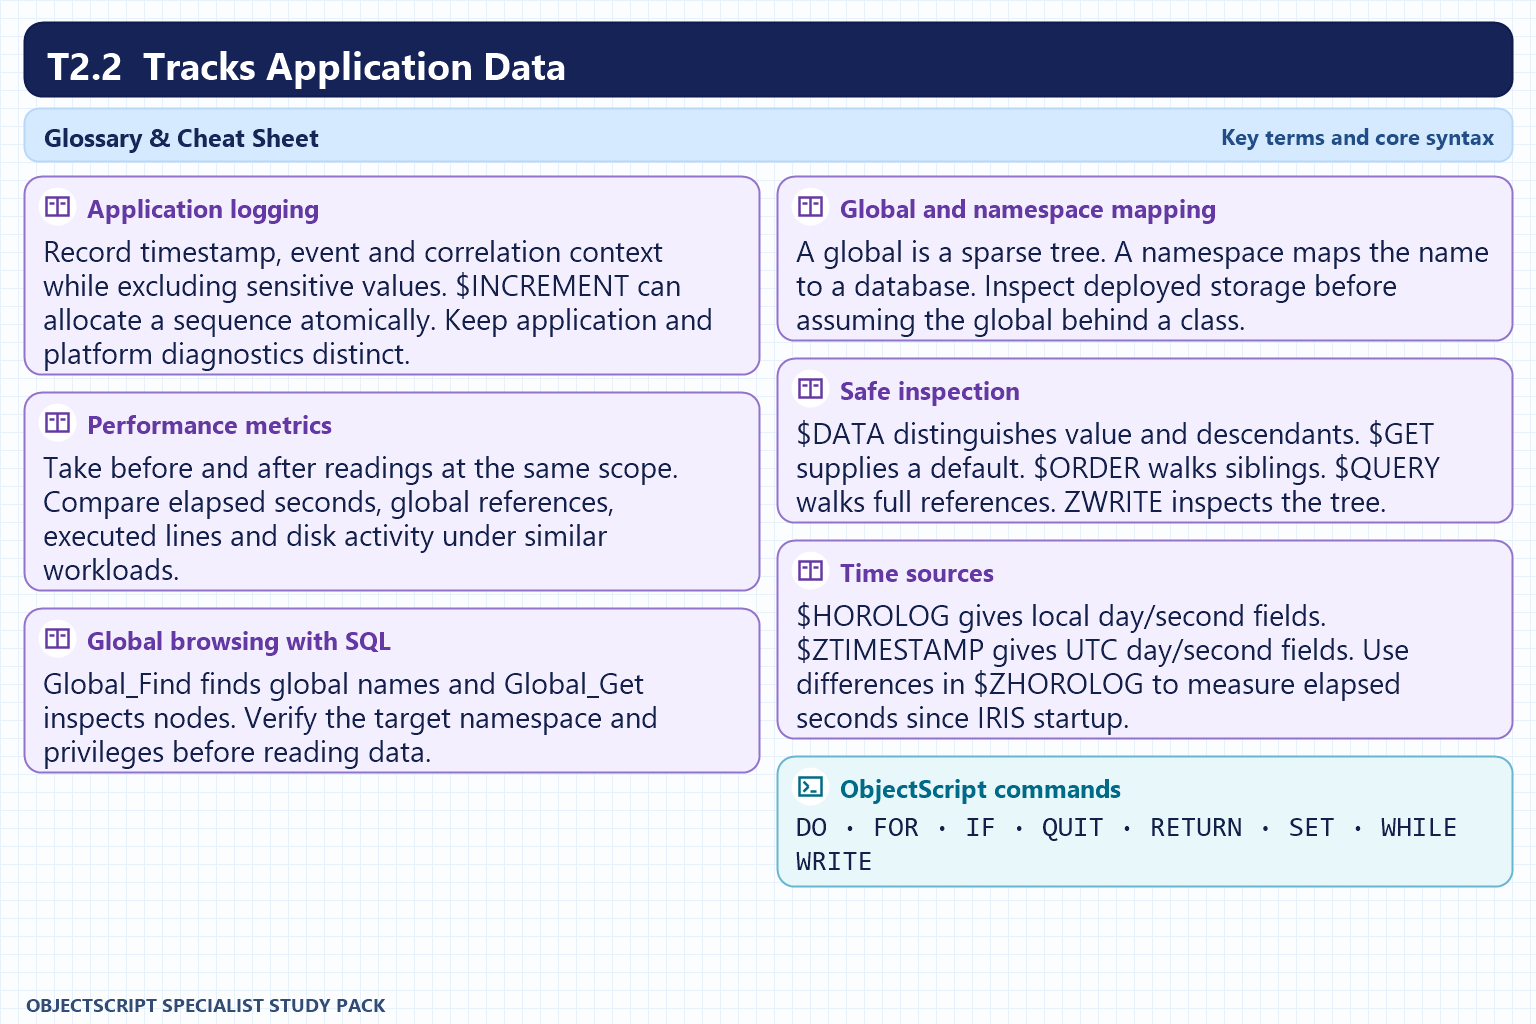 T2.2  Tracks Application Data
Glossary & Cheat Sheet
Key terms and core syntax
Application logging
Record timestamp, event and correlation context
while excluding sensitive values. $INCREMENT can
allocate a sequence atomically. Keep application and
platform diagnostics distinct.
Performance metrics
Take before and after readings at the same scope.
Compare elapsed seconds, global references,
executed lines and disk activity under similar
workloads.
Global browsing with SQL
Global_Find finds global names and Global_Get
inspects nodes. Verify the target namespace and
privileges before reading data.
Global and namespace mapping
A global is a sparse tree. A namespace maps the name
to a database. Inspect deployed storage before
assuming the global behind a class.
Safe inspection
$DATA distinguishes value and descendants. $GET
supplies a default. $ORDER walks siblings. $QUERY
walks full references. ZWRITE inspects the tree.
Time sources
$HOROLOG gives local day/second fields.
$ZTIMESTAMP gives UTC day/second fields. Use
differences in $ZHOROLOG to measure elapsed
seconds since IRIS startup.
ObjectScript commands
DO · FOR · IF · QUIT · RETURN · SET · WHILE
WRITE
OBJECTSCRIPT SPECIALIST STUDY PACK